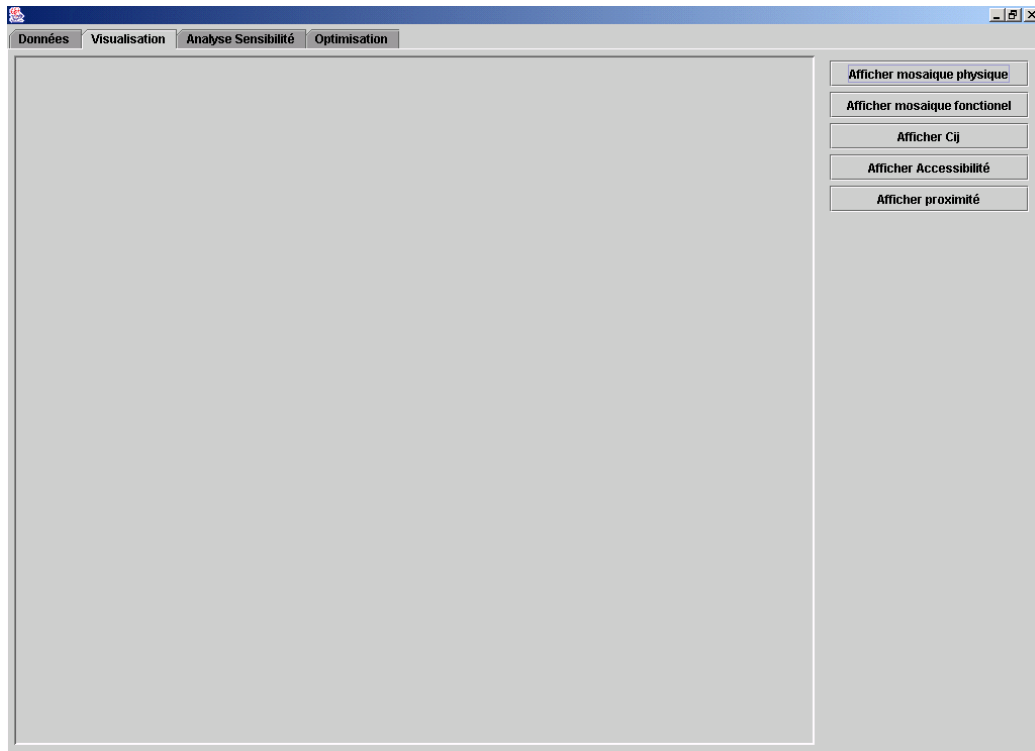 Données Visualisation Analyse Sensibilité Optimisation
Afficher mosaique physique
Afficher mosaique fonctionel
Afficher Cij
Afficher Accessibilité
Afficher proximité